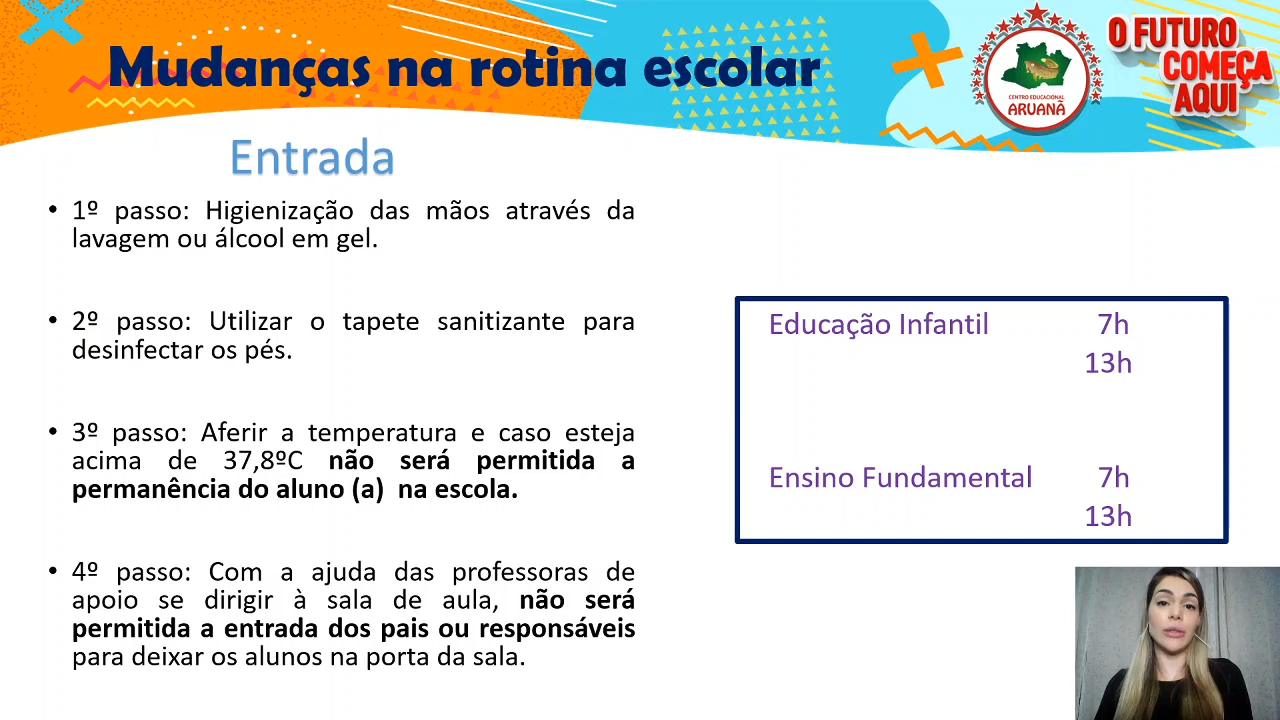 Mudanças na rotina escolar
CENTRO EDUCACIONAL
ARUANÃ
O FUTURO
COMEÇA
AQUI
Entrada
• 1º passo: Higienização das mãos através da
lavagem ou álcool em gel.
• 2º passo: Utilizar o tapete sanitizante para
desinfectar os pés.
• 3º passo: Aferir a temperatura e caso esteja
acima de 37,8ºC não será permitida a
permanência do aluno (a) na escola.
• 4º passo: Com a ajuda das professoras de
apoio se dirigir à sala de aula, não será
permitida a entrada dos pais ou responsáveis
para deixar os alunos na porta da sala.
Educação Infantil 7h
13h
Ensino Fundamental 7h
13h